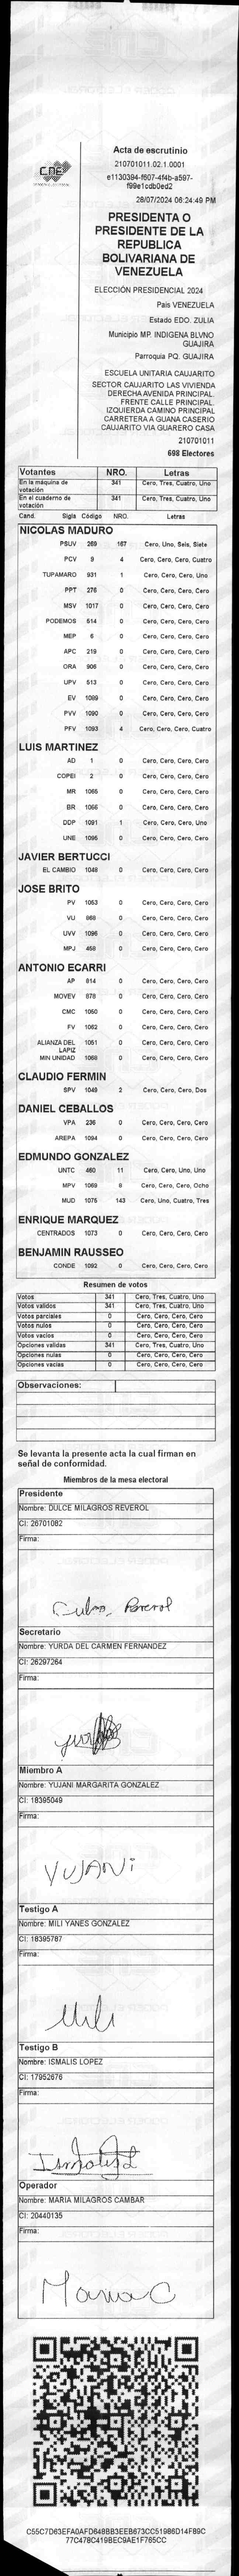 CNE
Acta de escrutinio
210701011.02.1.0001
e1130394-f607-4f4b-a597-
f99e1cdb0ed2
28/07/2024 06:24:49 PM
PRESIDENTA O
PRESIDENTE DE LA
REPUBLICA
BOLIVARIANA DE
VENEZUELA
ELECCIÓN PRESIDENCIAL 2024
Pais VENEZUELA
Estado EDO. ZULIA
Municipio MP. INDIGENA BLVNO
GUAJIRA
Parroquia PQ. GUAJIRA
ESCUELA UNITARIA CAUJARITO
SECTOR CAUJARITO LAS VIVIENDA
DERECHA AVENIDA PRINCIPAL.
FRENTE CALLE PRINCIPAL.
IZQUIERDA CAMINO PRINCIPAL
CARRETERA A GUANA CASERIO
CAUJARITO VIA GUARERO CASA
210701011
698 Electores
Votantes NRO. Letras
En la máquina de votación 341 Cero, Tres, Cuatro, Uno
En el cuaderno de votación 341 Cero, Tres, Cuatro, Uno
Cand. Sigla Código NRO. Letras
NICOLAS MADURO
PSUV 269 167 Cero, Uno, Seis, Siete
PCV 9 4 Cero, Cero, Cero, Cuatro
TUPAMARO 931 1 Cero, Cero, Cero, Uno
PPT 276 0 Cero, Cero, Cero, Cero
MSV 1017 0 Cero, Cero, Cero, Cero
PODEMOS 514 0 Cero, Cero, Cero, Cero
MEP 6 0 Cero, Cero, Cero, Cero
APC 219 0 Cero, Cero, Cero, Cero
ORA 906 0 Cero, Cero, Cero, Cero
UPV 513 0 Cero, Cero, Cero, Cero
EV 1089 0 Cero, Cero, Cero, Cero
PVV 1090 0 Cero, Cero, Cero, Cero
PFV 1093 4 Cero, Cero, Cero, Cuatro
LUIS MARTINEZ
AD 1 0 Cero, Cero, Cero, Cero
COPEI 2 0 Cero, Cero, Cero, Cero
MR 1065 0 Cero, Cero, Cero, Cero
BR 1066 0 Cero, Cero, Cero, Cero
DDP 1091 1 Cero, Cero, Cero, Uno
UNE 1095 0 Cero, Cero, Cero, Cero
JAVIER BERTUCCI
EL CAMBIO 1048 0 Cero, Cero, Cero, Cero
JOSE BRITO
PV 1053 0 Cero, Cero, Cero, Cero
VU 868 0 Cero, Cero, Cero, Cero
UVV 1096 0 Cero, Cero, Cero, Cero
MPJ 458 0 Cero, Cero, Cero, Cero
ANTONIO ECARRI
AP 814 0 Cero, Cero, Cero, Cero
MOVEV 878 0 Cero, Cero, Cero, Cero
CMC 1050 0 Cero, Cero, Cero, Cero
FV 1062 0 Cero, Cero, Cero, Cero
ALIANZA DEL LAPIZ 1051 0 Cero, Cero, Cero, Cero
MIN UNIDAD 1068 0 Cero, Cero, Cero, Cero
CLAUDIO FERMIN
SPV 1049 2 Cero, Cero, Cero, Dos
DANIEL CEBALLOS
VPA 236 0 Cero, Cero, Cero, Cero
AREPA 1094 0 Cero, Cero, Cero, Cero
EDMUNDO GONZALEZ
UNTC 460 11 Cero, Cero, Uno, Uno
MPV 1069 8 Cero, Cero, Cero, Ocho
MUD 1075 143 Cero, Uno, Cuatro, Tres
ENRIQUE MARQUEZ
CENTRADOS 1073 0 Cero, Cero, Cero, Cero
BENJAMIN RAUSSEO
CONDE 1092 0 Cero, Cero, Cero, Cero
Resumen de votos
Votos 341 Cero, Tres, Cuatro, Uno
Votos validos 341 Cero, Tres, Cuatro, Uno
Votos parciales 0 Cero, Cero, Cero, Cero
Votos nulos 0 Cero, Cero, Cero, Cero
Votos vacios 0 Cero, Cero, Cero, Cero
Opciones validas 341 Cero, Tres, Cuatro, Uno
Opciones nulas 0 Cero, Cero, Cero, Cero
Opciones vacias 0 Cero, Cero, Cero, Cero
Observaciones:
Se levanta la presente acta la cual firman en
señal de conformidad.
Miembros de la mesa electoral
Presidente
Nombre: DULCE MILAGROS REVEROL
CI: 26701082
Firma:
Reverol
Secretario
Nombre: YURDA DEL CARMEN FERNANDEZ
CI: 26297264
Firma:
Miembro A
Nombre: YUJANI MARGARITA GONZALEZ
CI: 18395049
Firma:
YUJANi
Testigo A
Nombre: MILI YANES GONZALEZ
CI: 18395787
Firma:
Mili
Testigo B
Nombre: ISMALIS LOPEZ
CI: 17952676
Firma:
Operador
Nombre: MARIA MILAGROS CAMBAR
CI: 20440135
Firma:
Maria C
C55C7D63EFA0AFD648BB3EEB673CC51986D14F89C
77C478C419BEC9AE1F765CC